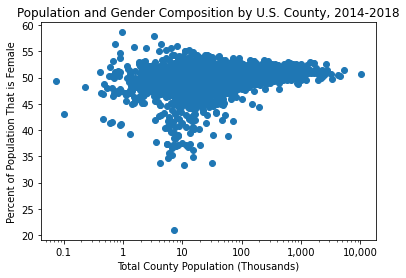 Population and Gender Composition by U.S. County, 2014-2018
Percent of Population That is Female
60
55
50
45
40
35
30
25
20
0.1 1 10 100 1,000 10,000
Total County Population (Thousands)